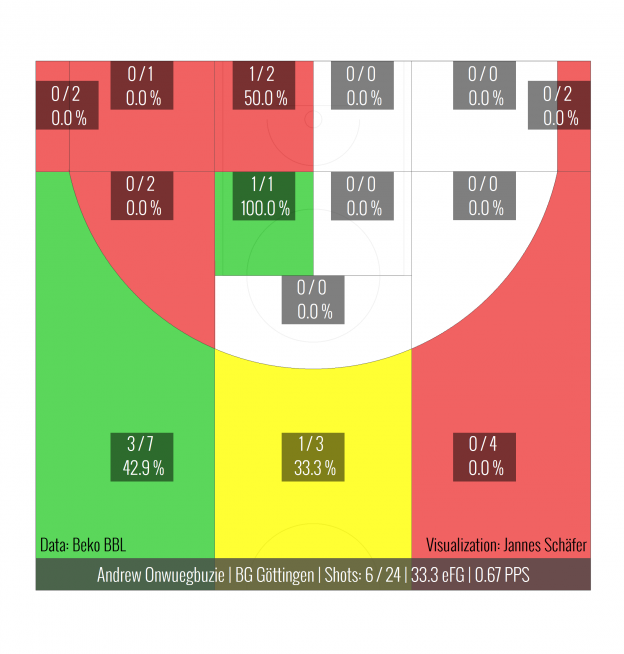 0 / 2
0.0 %
0 / 1
0.0 %
1 / 2
50.0 %
0 / 0
0.0 %
0 / 0
0.0 %
0 / 2
0.0 %
0 / 2
0.0 %
1 / 1
100.0 %
0 / 0
0.0 %
0 / 0
0.0 %
0 / 0
0.0 %
3 / 7
42.9 %
1 / 3
33.3 %
0 / 4
0.0 %
Data: Beko BBL
Visualization: Jannes Schäfer
Andrew Onwuegbuzie | BG Göttingen | Shots: 6 / 24 | 33.3 eFG | 0.67 PPS